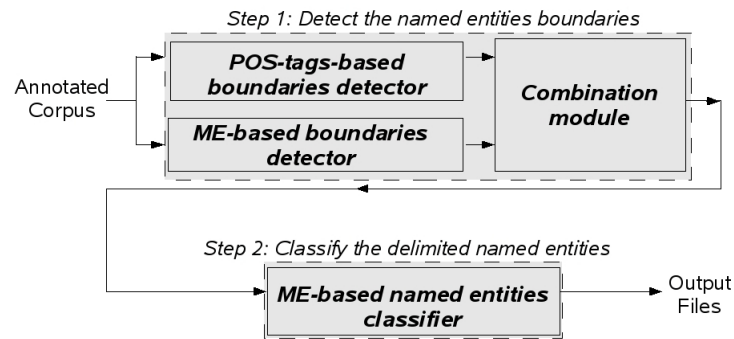 Step 1: Detect the named entities boundaries
Annotated
Corpus
POS-tags-based
boundaries detector
ME-based boundaries
detector
Combination
module
Step 2: Classify the delimited named entities
ME-based named entities
classifier
Output
Files